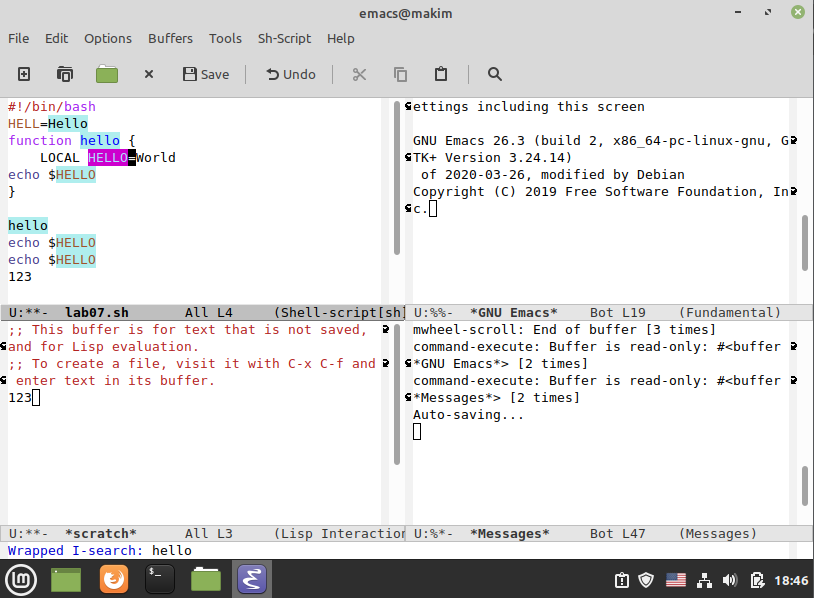 emacs@makim
File Edit Options Buffers Tools Sh-Script Help
Save Undo
#!/bin/bash
HELL=Hello
function hello {
    LOCAL HELLO=World
echo $HELLO
}
hello
echo $HELLO
echo $HELLO
123
U:**-  lab07.sh       All L4     (Shell-script[sh]
ettings including this screen
GNU Emacs 26.3 (build 2, x86_64-pc-linux-gnu, G
TK+ Version 3.24.14)
 of 2020-03-26, modified by Debian
Copyright (C) 2019 Free Software Foundation, In
c.
U:%%-  *GNU Emacs*    Bot L19    (Fundamental)
;; This buffer is for text that is not saved,
and for Lisp evaluation.
;; To create a file, visit it with C-x C-f and
 enter text in its buffer.
123
U:**-  *scratch*      All L3     (Lisp Interaction
mwheel-scroll: End of buffer [3 times]
command-execute: Buffer is read-only: #<buffer
*GNU Emacs*> [2 times]
command-execute: Buffer is read-only: #<buffer
*Messages*> [2 times]
Auto-saving...
U:%*-  *Messages*     Bot L47    (Messages)
Wrapped I-search: hello
18:46